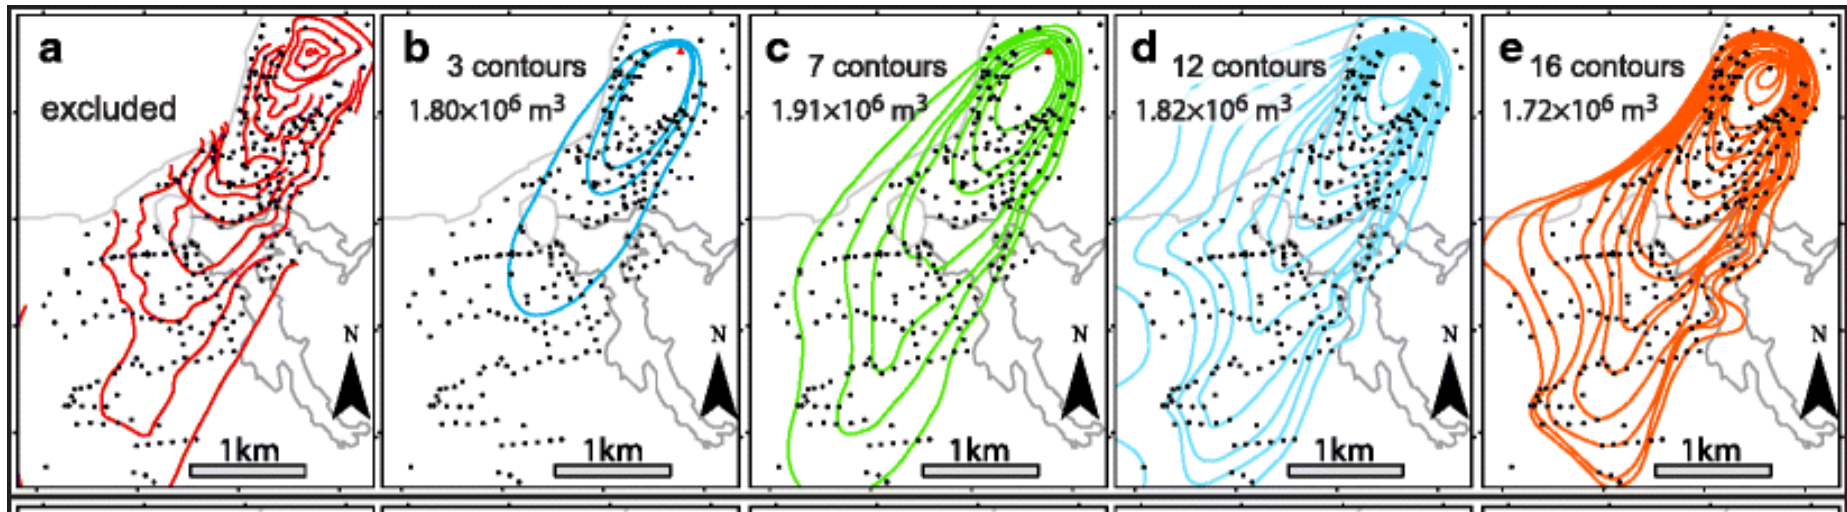 a
excluded
N
1km
b
3 contours
1.80×10⁶ m³
N
1km
c
7 contours
1.91×10⁶ m³
N
1km
d
12 contours
1.82×10⁶ m³
N
1km
e
16 contours
1.72×10⁶ m³
N
1km